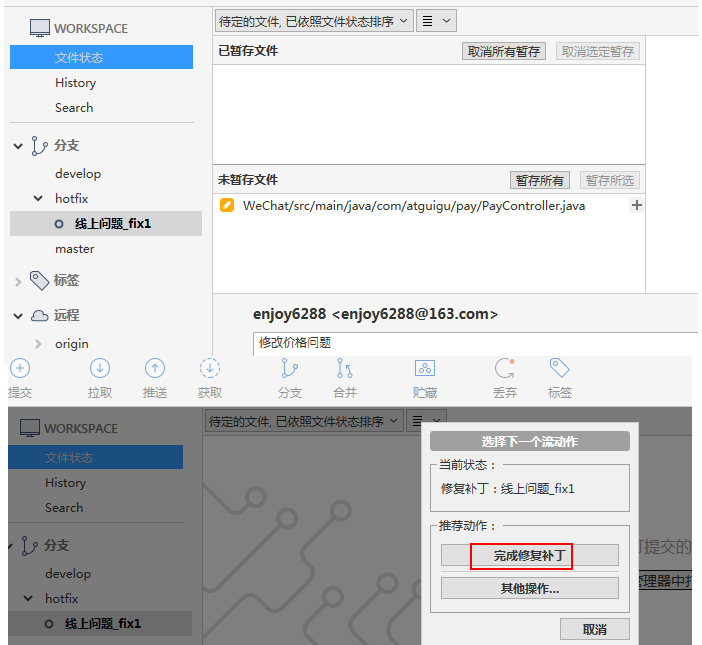 WORKSPACE
待定的文件, 已依照文件状态排序
文件状态
已暂存文件
取消所有暂存
取消选定暂存
History
Search
分支
develop
未暂存文件
暂存所有
暂存所选
hotfix
WeChat/src/main/java/com/atguigu/pay/PayController.java
线上问题_fix1
master
标签
远程
enjoy6288 <enjoy6288@163.com>
origin
修改价格问题
提交
拉取
推送
获取
分支
合并
贮藏
丢弃
标签
WORKSPACE
待定的文件, 已依照文件状态排序
选择下一个流动作
文件状态
当前状态：
History
修复补丁：线上问题_fix1
Search
推荐动作：
分支
完成修复补丁
提交的
develop
其他操作...
管理器中打
hotfix
线上问题_fix1
取消